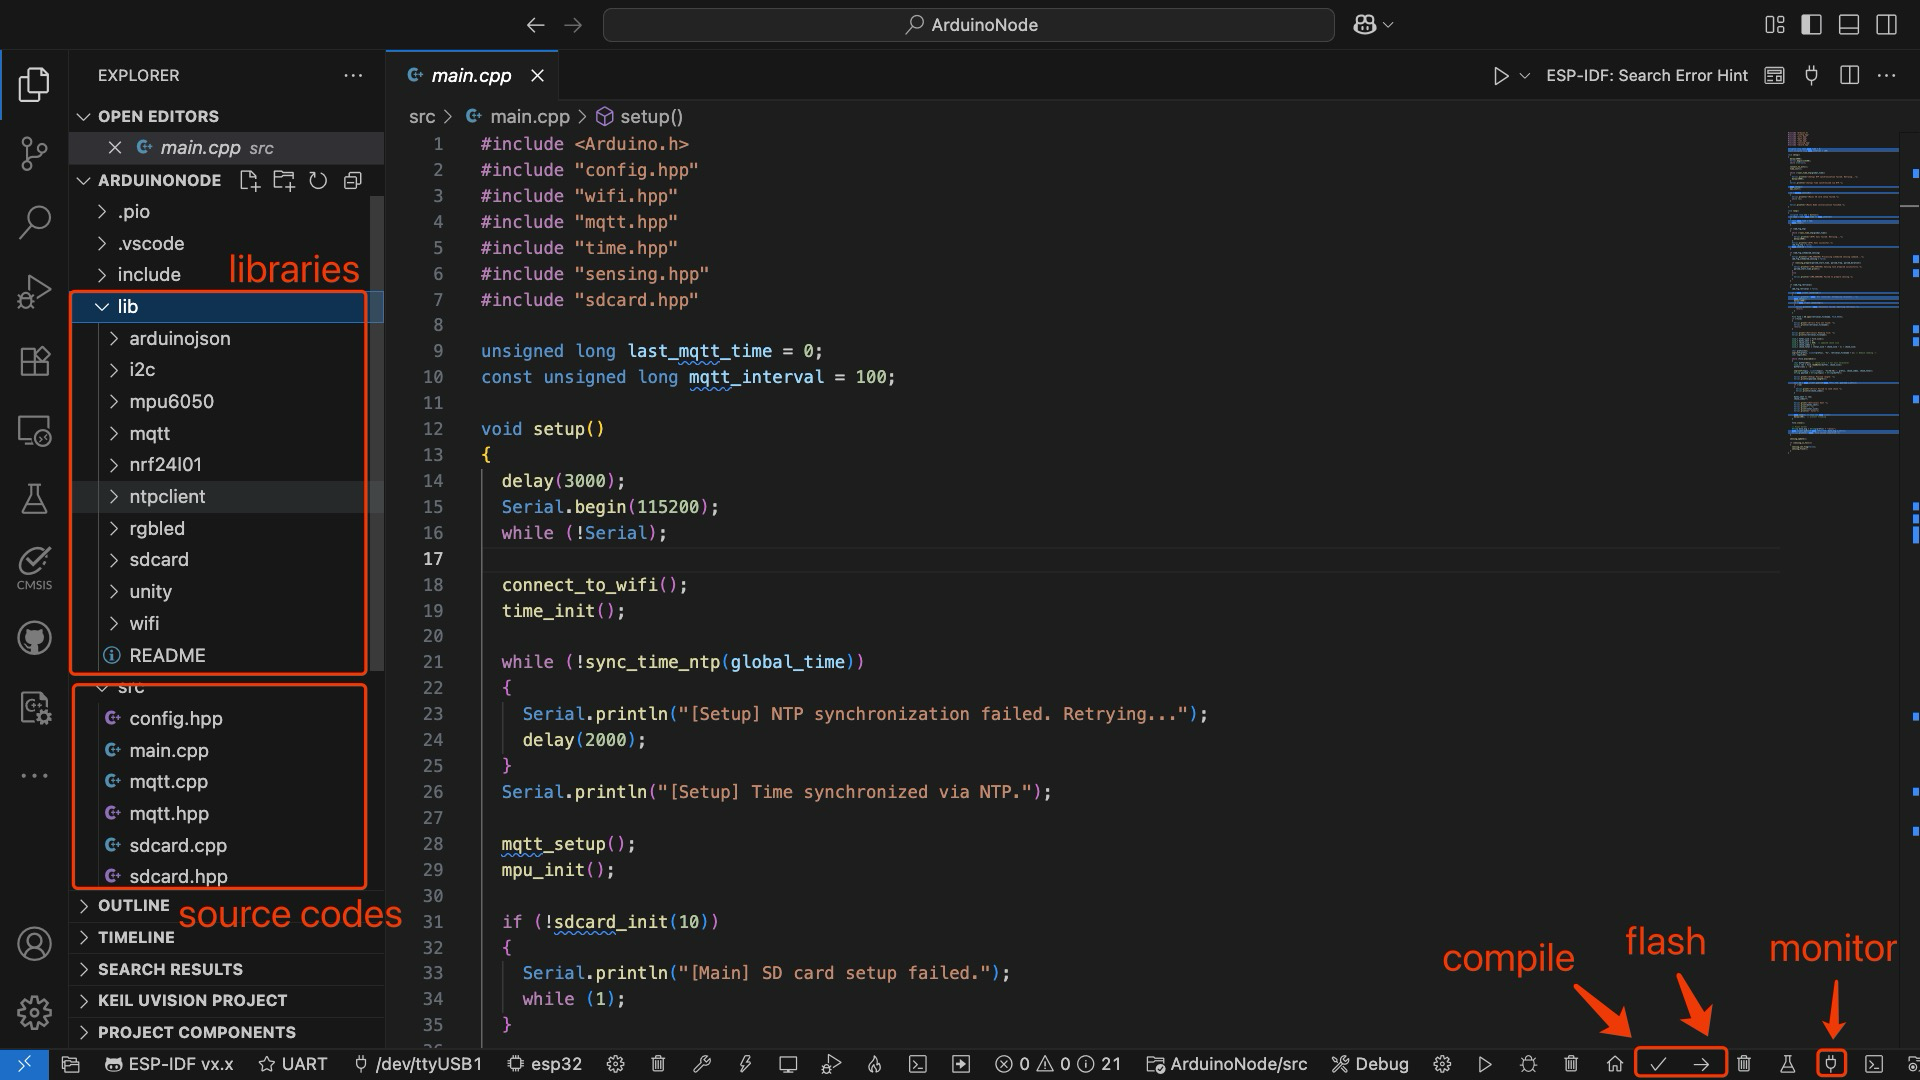 ArduinoNode
EXPLORER
main.cpp
ESP-IDF: Search Error Hint
OPEN EDITORS
main.cpp src
src > main.cpp > setup()
ARDUINONODE
.pio
.vscode
include
libraries
lib
arduinojson
i2c
mpu6050
mqtt
nrf24l01
ntpclient
rgbled
sdcard
unity
wifi
README
src
config.hpp
main.cpp
mqtt.cpp
mqtt.hpp
sdcard.cpp
sdcard.hpp
OUTLINE
source codes
TIMELINE
SEARCH RESULTS
KEIL UVISION PROJECT
PROJECT COMPONENTS
CMSIS
1 #include <Arduino.h>
2 #include "config.hpp"
3 #include "wifi.hpp"
4 #include "mqtt.hpp"
5 #include "time.hpp"
6 #include "sensing.hpp"
7 #include "sdcard.hpp"
8
9 unsigned long last_mqtt_time = 0;
10 const unsigned long mqtt_interval = 100;
11
12 void setup()
13 {
14 delay(3000);
15 Serial.begin(115200);
16 while (!Serial);
17
18 connect_to_wifi();
19 time_init();
20
21 while (!sync_time_ntp(global_time))
22 {
23 Serial.println("[Setup] NTP synchronization failed. Retrying...");
24 delay(2000);
25 }
26 Serial.println("[Setup] Time synchronized via NTP.");
27
28 mqtt_setup();
29 mpu_init();
30
31 if (!sdcard_init(10))
32 {
33 Serial.println("[Main] SD card setup failed.");
34 while (1);
35 }
compile
flash
monitor
ESP-IDF vx.x UART /dev/ttyUSB1 esp32 0 0 21 ArduinoNode/src Debug